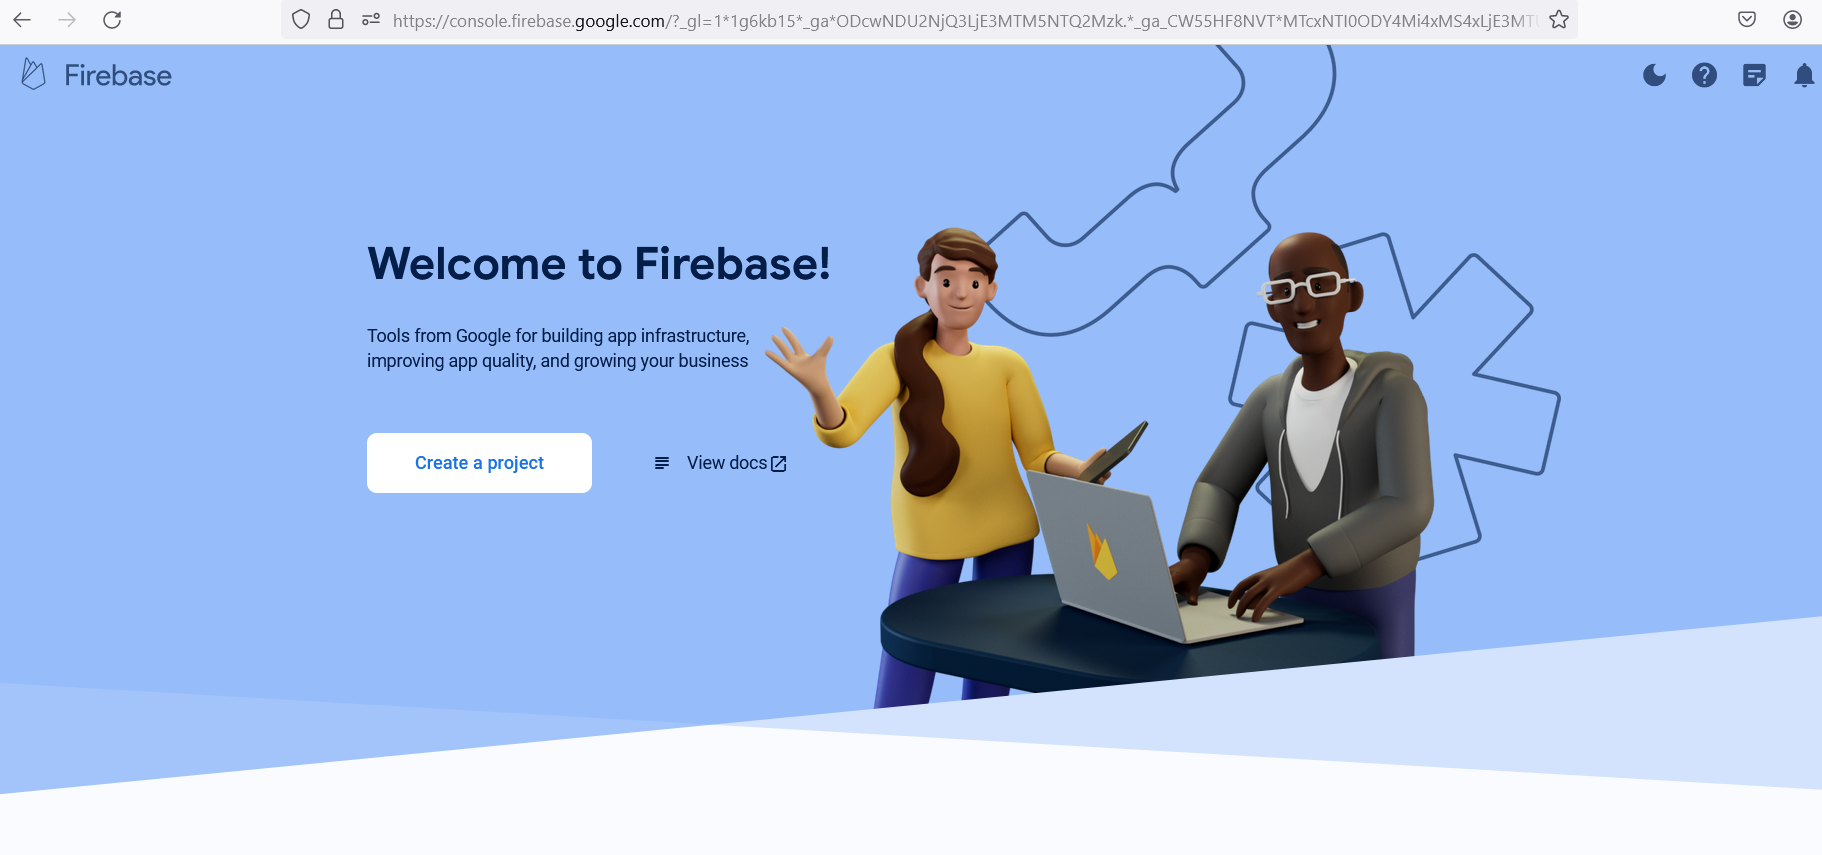 https://console.firebase.google.com/?_gl=1*1g6kb15*_ga*ODcwNDU2NjQ3LjE3MTM5NTQ2Mzk.*_ga_CW55HF8NVT*MTcxNTI0ODY4Mi4xMS4xLjE3MT
Firebase
Welcome to Firebase!
Tools from Google for building app infrastructure,
improving app quality, and growing your business
Create a project
View docs